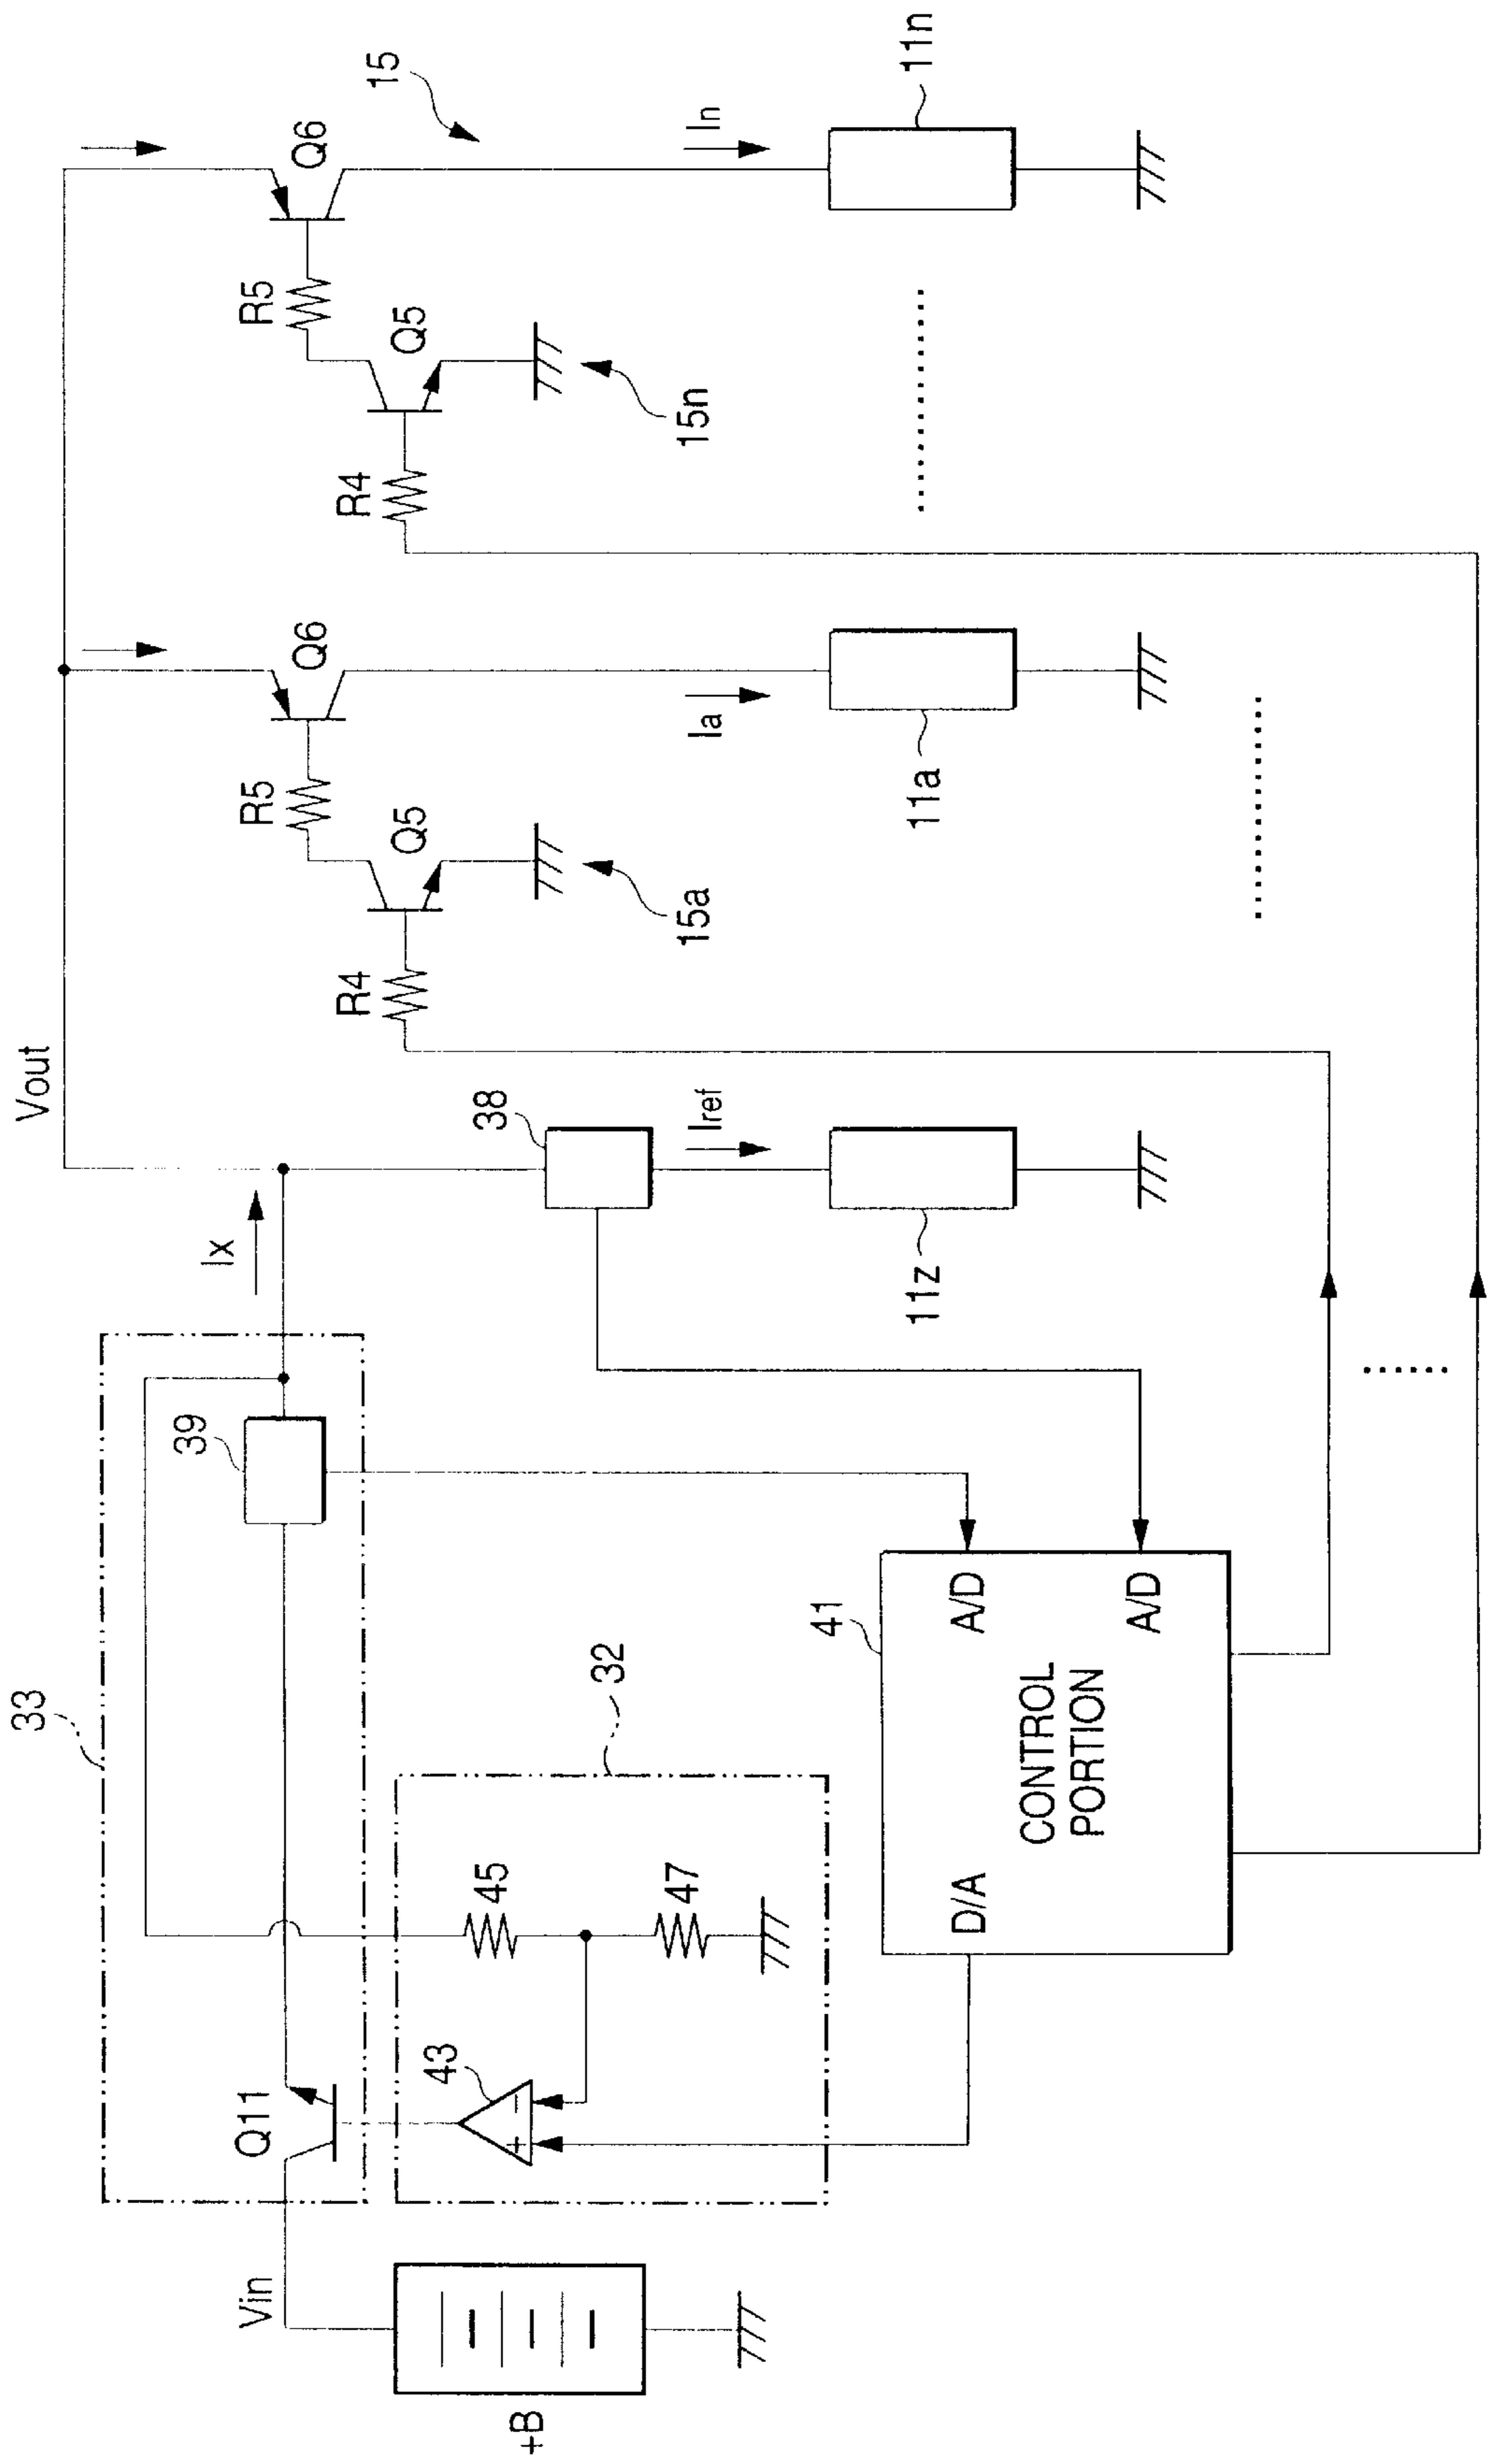 +B
Vin
Q11
33
39
Ix
Vout
43
45
47
32
D/A
CONTROL
PORTION
A/D
A/D
41
38
Iref
11z
R4
Q5
R5
Q6
15a
Ia
11a
R4
Q5
R5
Q6
15n
15
In
11n
+
−